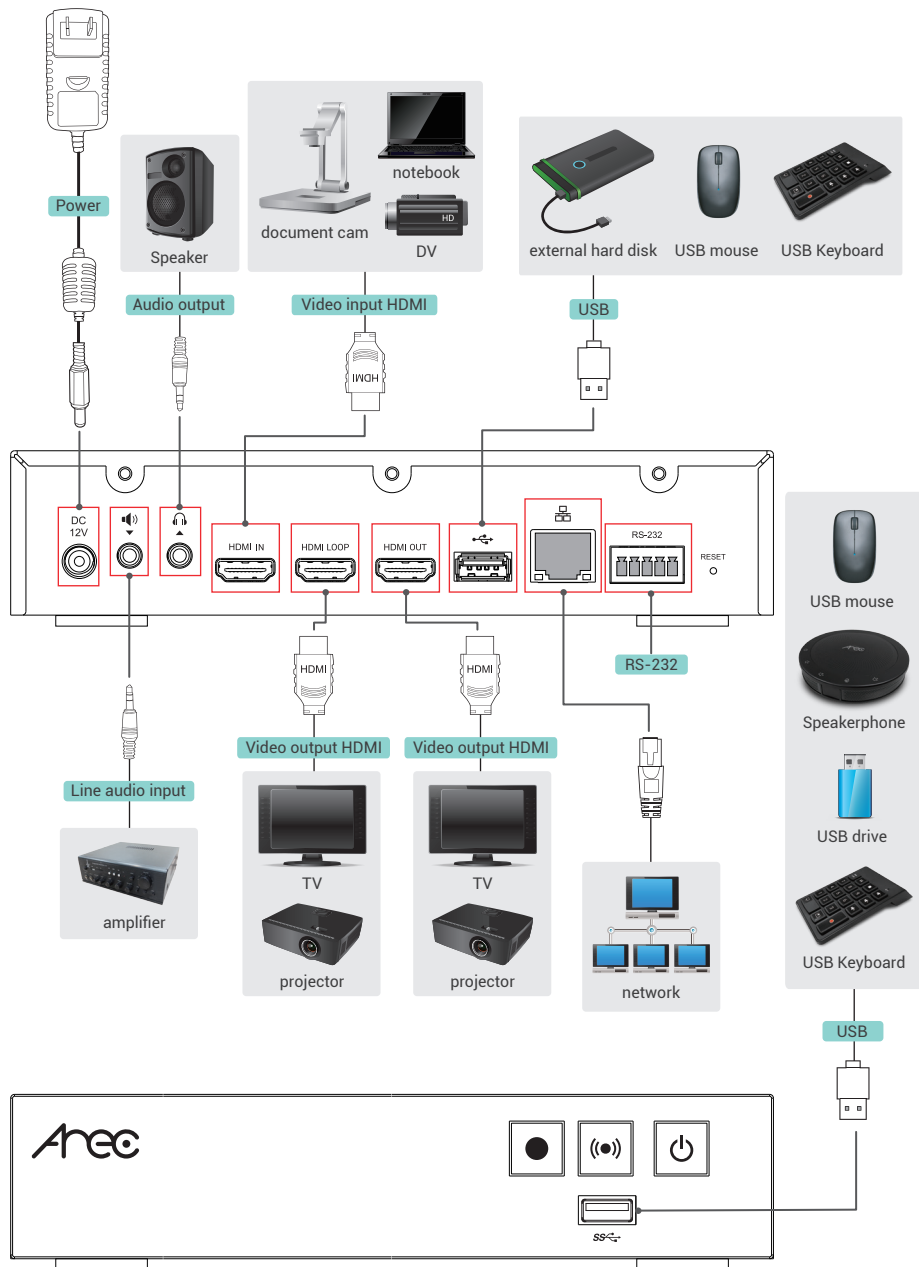 Power
Speaker
Audio output
document cam
notebook
HD
DV
Video input HDMI
HDMI
external hard disk
USB mouse
USB Keyboard
USB
DC
12V
HDMI IN
HDMI LOOP
HDMI OUT
RS-232
RESET
RS-232
HDMI
HDMI
Line audio input
amplifier
Video output HDMI
TV
projector
Video output HDMI
TV
projector
network
USB mouse
Arec
Speakerphone
USB drive
USB Keyboard
USB
Arec
SS